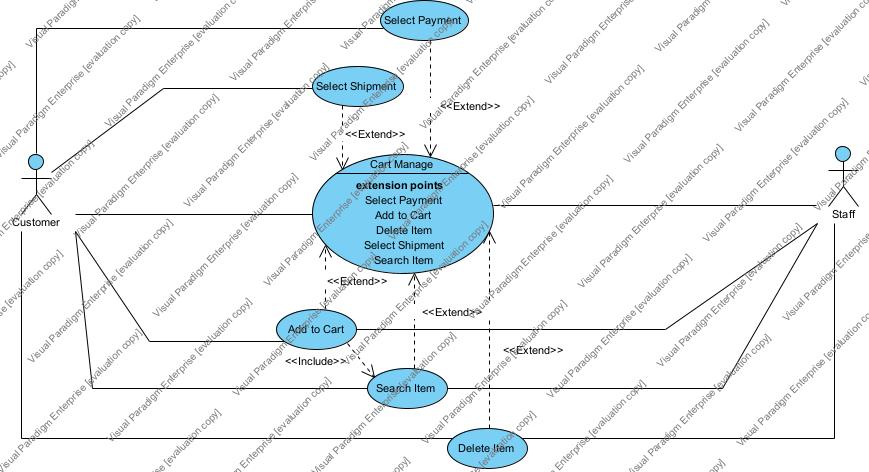 Select Payment
Select Shipment
<<Extend>>
<<Extend>>
Cart Manage
extension points
Select Payment
Add to Cart
Delete Item
Select Shipment
Search Item
Customer
Staff
<<Extend>>
<<Extend>>
Add to Cart
<<Extend>>
<<Include>>
Search Item
Delete Item
Visual Paradigm Enterprise [evaluation copy]